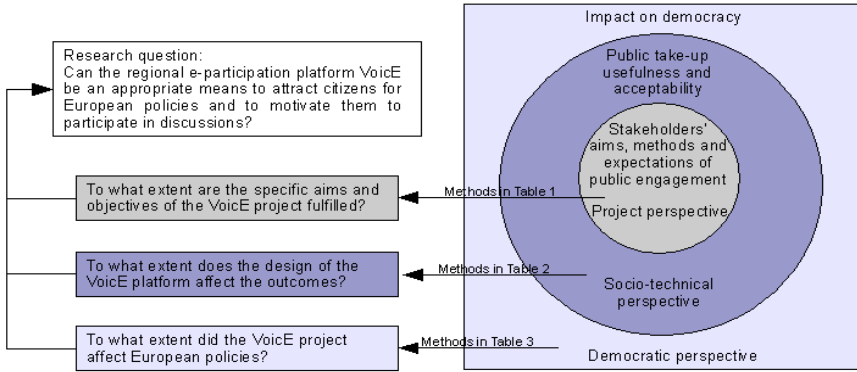 Research question:
Can the regional e-participation platform VoicE
be an appropriate means to attract citizens for
European policies and to motivate them to
participate in discussions?
To what extent are the specific aims and
objectives of the VoicE project fulfilled?
To what extent does the design of the
VoicE platform affect the outcomes?
To what extent did the VoicE project
affect European policies?
Methods in Table 1
Methods in Table 2
Methods in Table 3
Impact on democracy
Public take-up
usefulness and
acceptability
Stakeholders'
aims, methods and
expectations of
public engagement
Project perspective
Socio-technical
perspective
Democratic perspective